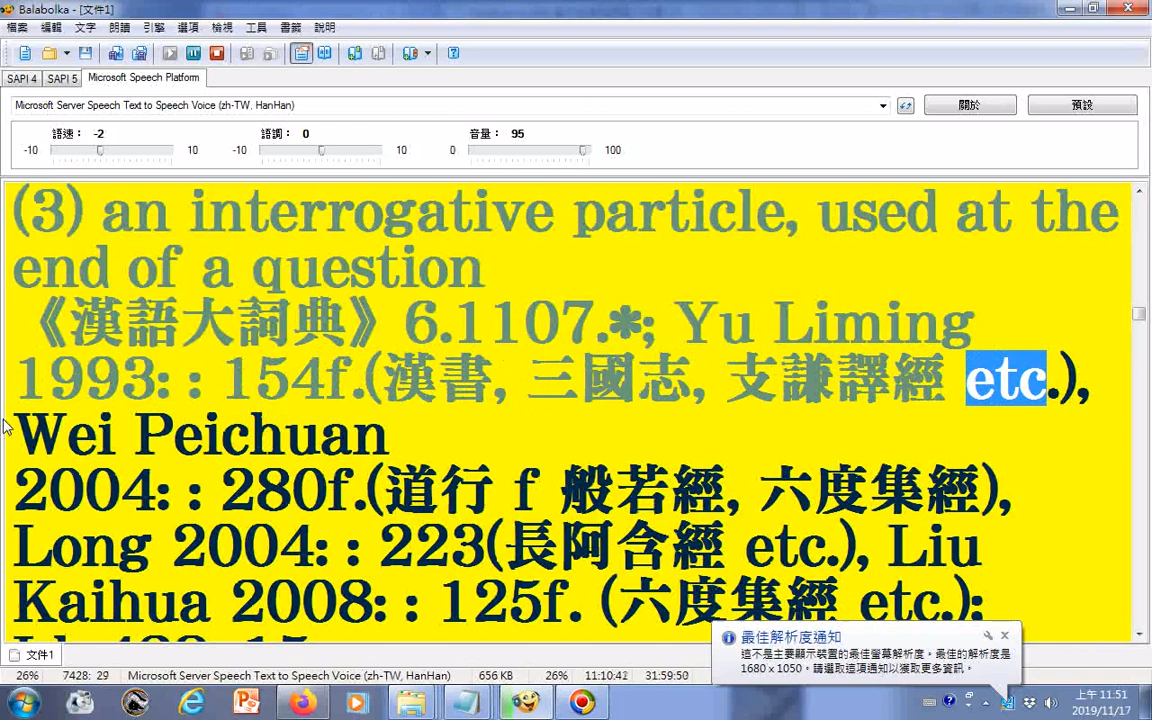 Balabolka - [文件1]
檔案 編輯 文字 朗讀 引擎 選項 檢視 工具 書籤 說明
SAPI 4 SAPI 5 Microsoft Speech Platform
Microsoft Server Speech Text to Speech Voice (zh-TW, HanHan) 關於 預設
語速： -2 語調： 0 音量： 95
-10 10 -10 10 0 100
(3) an interrogative particle, used at the
end of a question
《漢語大詞典》6.1107.*; Yu Liming
1993: : 154f.(漢書, 三國志, 支謙譯經 etc.),
Wei Peichuan
2004: : 280f.(道行 f 般若經, 六度集經),
Long 2004: : 223(長阿含經 etc.), Liu
Kaihua 2008: : 125f. (六度集經 etc.);
最佳解析度通知
這不是主要顯示裝置的最佳螢幕解析度。最佳的解析度是
1680 x 1050。請選取這項通知以獲取更多資訊。
文件1
26% 7428: 29 Microsoft Server Speech Text to Speech Voice (zh-TW, HanHan) 656 KB 26% 11:10:42 31:59:50
上午 11:51
2019/11/17